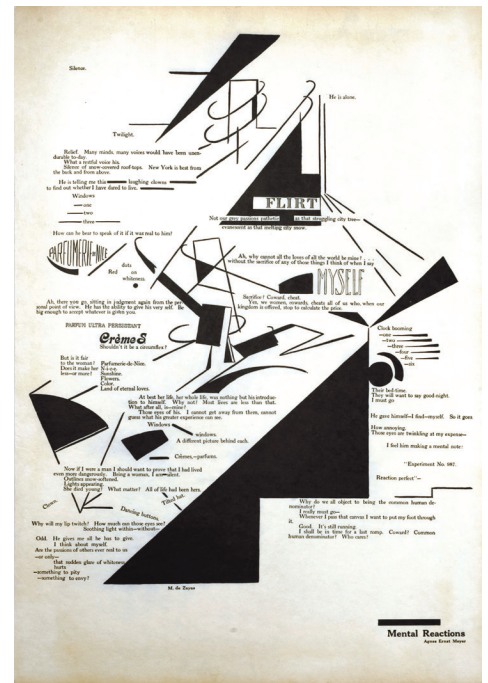 Silence.
He is alone.
Twilight.
Relief. Many minds, many voices would have been unen-
durable to-day.
What a restful voice his.
Silence of snow-covered roof-tops. New York is best from
the back and from above.
He is telling me this laughing clowns
to find out whether I have dared to live.
Windows
—one
—two
—three
FLIRT
Not our grey passions pathetic as that struggling city tree—
evanescent as that melting city snow.
How can he bear to speak of it if it was real to him?
PARFUMERIE DE NICE
dots
Red on
whiteness.
Ah, why cannot all the loves of all the world be mine?
without the sacrifice of any of those things I think of when I say
MYSELF
Sacrifice? Coward, cheat.
Yes, we women, cowards, cheats all of us who, when our
kingdom is offered, stop to calculate the price.
Ah, there you go, sitting in judgment again from the per-
sonal point of view. He has the ability to give his very self. Be
big enough to accept whatever is given you.
PARFUM ULTRA PERSISTANT
CrêmeS
Shouldn't it be a circumflex?
Clock booming
—one
—two
—three
—four
—five
—six
But is it fair
to the woman?
Does it make her
less—or more?
Parfumerie-de-Nice.
N-i-c-e.
Sunshine.
Flowers.
Color.
Land of eternal loves.
Their bed-time.
They will want to say good-night.
I must go
At best her life, her whole life, was nothing but his introduc-
tion to himself. Why not? Most lives are less than that.
What after all, is—mine?
Those eyes of his. I cannot get away from them, cannot
guess what his greater experience can see.
He gave himself—I find—myself. So it goes
How annoying.
Those eyes are twinkling at my expense—
Windows
windows.
A different picture behind each.
I feel him making a mental note:
Crêmes,—parfums.
"Experiment No. 987.
Reaction perfect"—
Now if I were a man I should want to prove that I had lived
even more dangerously. Being a woman, I am silent.
Outlines snow-softened.
Lights appearing.
She died young? What matter? All of life had been hers.
Clown.
Dancing buttons.
Tilted hat.
Why do we all object to being the common human de-
nominator?
I really must go—
Whenever I pass that canvas I want to put my foot through
it.
Good. It's still running.
I shall be in time for a last romp. Coward? Common
human denominator? Who cares?
Why will my lip twitch? How much can those eyes see?
Soothing light within—without—
Odd. He gives me all he has to give.
I think about myself.
Are the passions of others ever real to us
—or only—
that sudden glare of whiteness
hurts
—something to pity
—something to envy?
M. de Zayas
Mental Reactions
Agnes Ernst Meyer